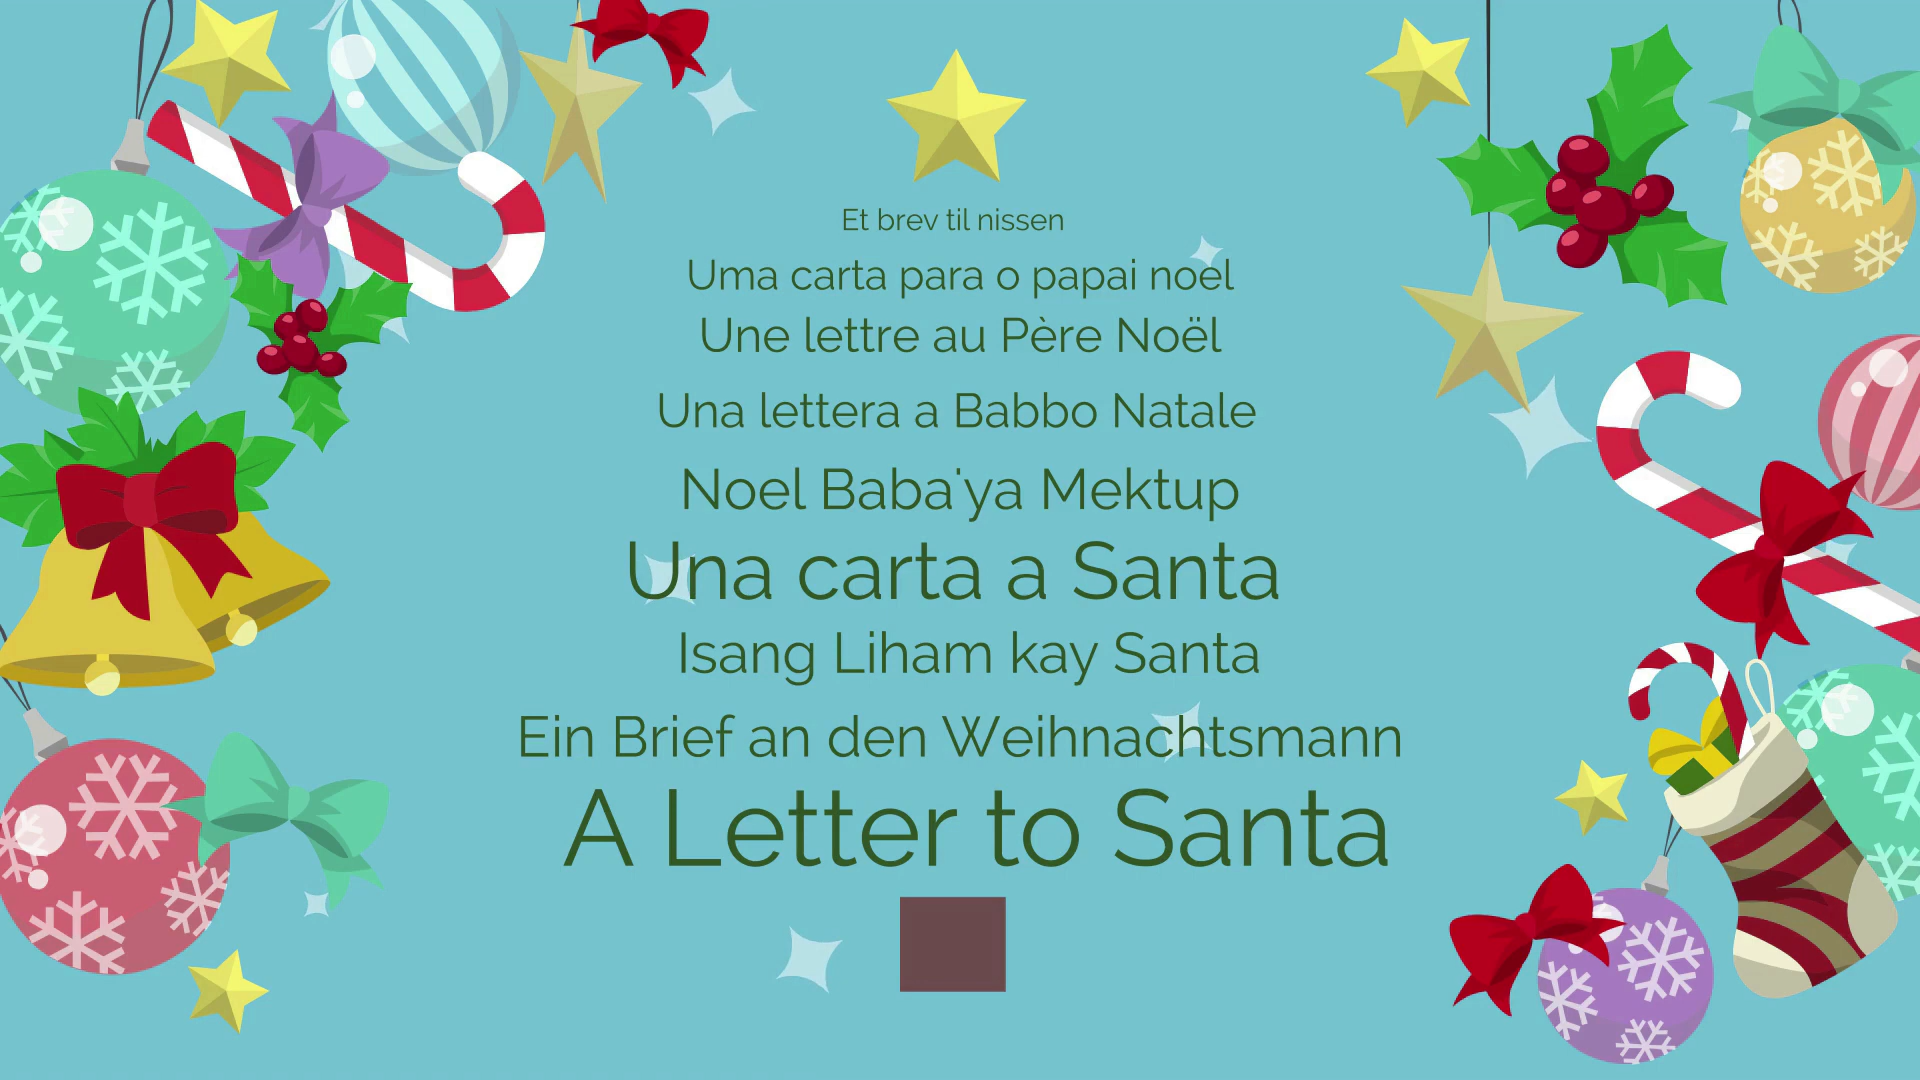 Et brev til nissen
Uma carta para o papai noel
Une lettre au Père Noël
Una lettera a Babbo Natale
Noel Baba'ya Mektup
Una carta a Santa
Isang Liham kay Santa
Ein Brief an den Weihnachtsmann
A Letter to Santa